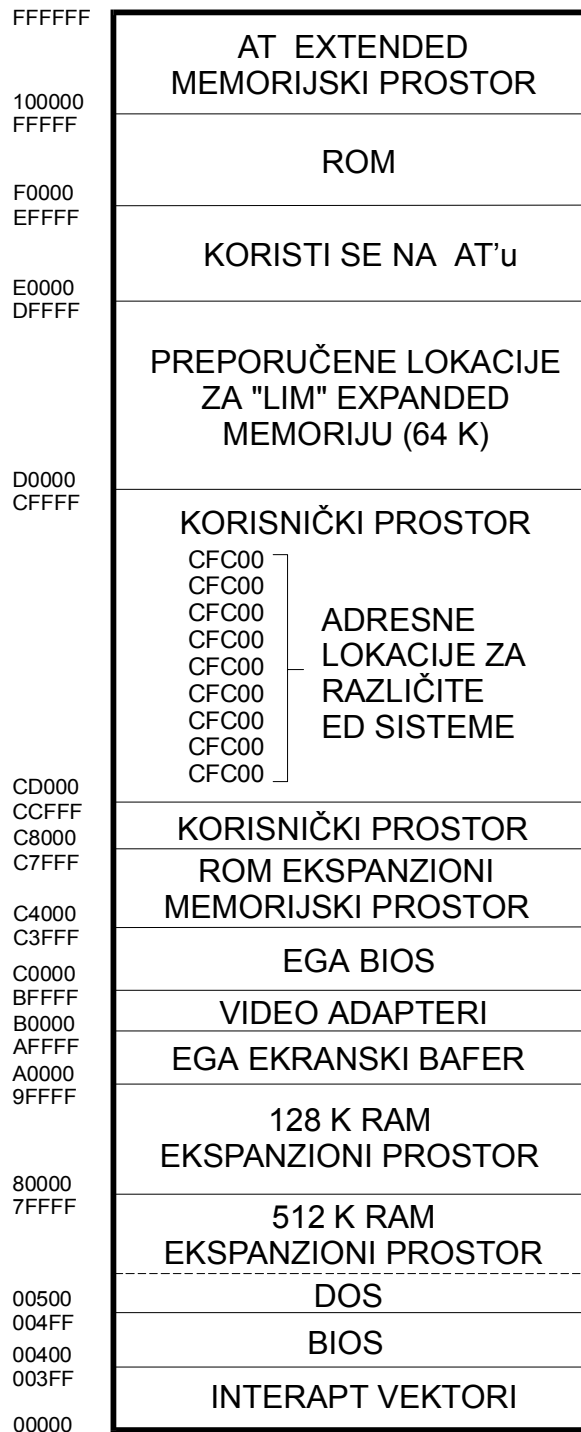 FFFFFF
AT EXTENDED
MEMORIJSKI PROSTOR
100000
FFFFF
ROM
F0000
EFFFF
KORISTI SE NA AT’u
E0000
DFFFF
PREPORUČENE LOKACIJE
ZA "LIM" EXPANDED
MEMORIJU (64 K)
D0000
CFFFF
KORISNIČKI PROSTOR
CFC00
CFC00
CFC00
CFC00
CFC00
CFC00
CFC00
CFC00
CFC00
ADRESNE
LOKACIJE ZA
RAZLIČITE
ED SISTEME
CD000
CCFFF
KORISNIČKI PROSTOR
C8000
C7FFF
ROM EKSPANZIONI
MEMORIJSKI PROSTOR
C4000
C3FFF
EGA BIOS
C0000
BFFFF
VIDEO ADAPTERI
B0000
AFFFF
EGA EKRANSKI BAFER
A0000
9FFFF
128 K RAM
EKSPANZIONI PROSTOR
80000
7FFFF
512 K RAM
EKSPANZIONI PROSTOR
DOS
00500
004FF
BIOS
00400
003FF
INTERAPT VEKTORI
00000